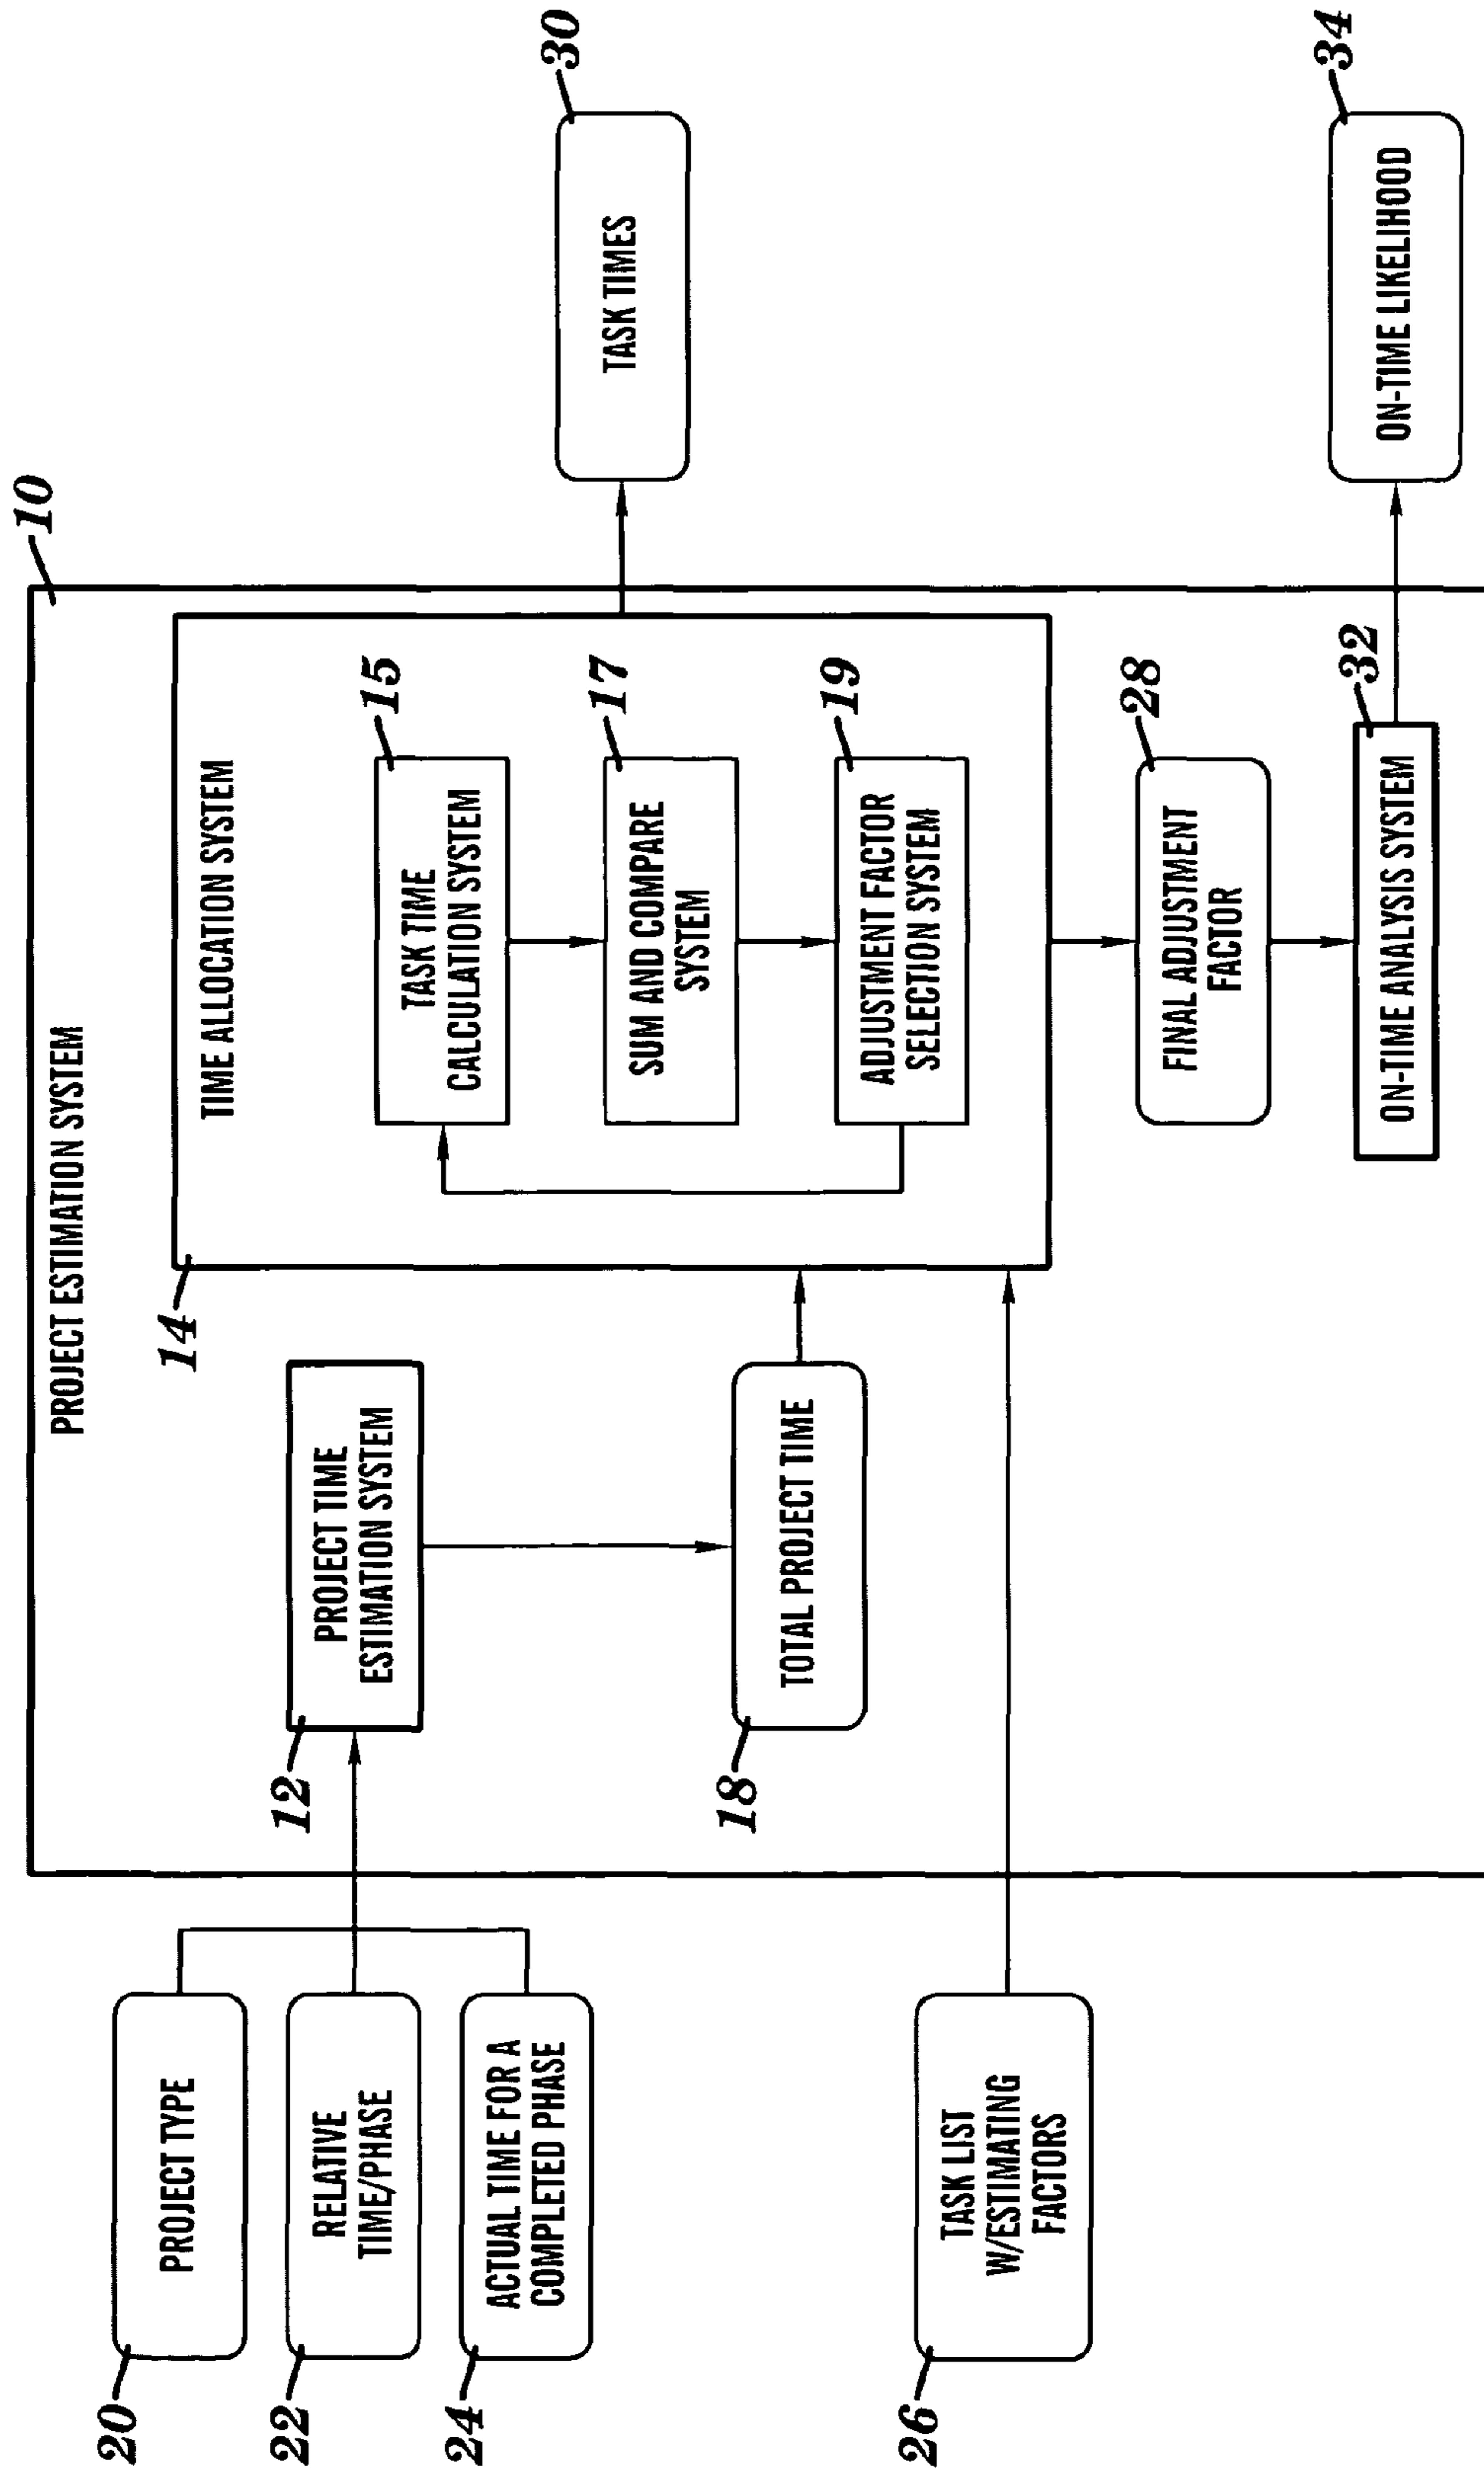 PROJECT ESTIMATION SYSTEM
10
20
PROJECT TYPE
22
RELATIVE
TIME/PHASE
24
ACTUAL TIME FOR A
COMPLETED PHASE
26
TASK LIST
W/ESTIMATING
FACTORS
12
PROJECT TIME
ESTIMATION SYSTEM
18
TOTAL PROJECT TIME
14
TIME ALLOCATION SYSTEM
15
TASK TIME
CALCULATION SYSTEM
17
SUM AND COMPARE
SYSTEM
19
ADJUSTMENT FACTOR
SELECTION SYSTEM
28
FINAL ADJUSTMENT
FACTOR
32
ON-TIME ANALYSIS SYSTEM
30
TASK TIMES
34
ON-TIME LIKELIHOOD